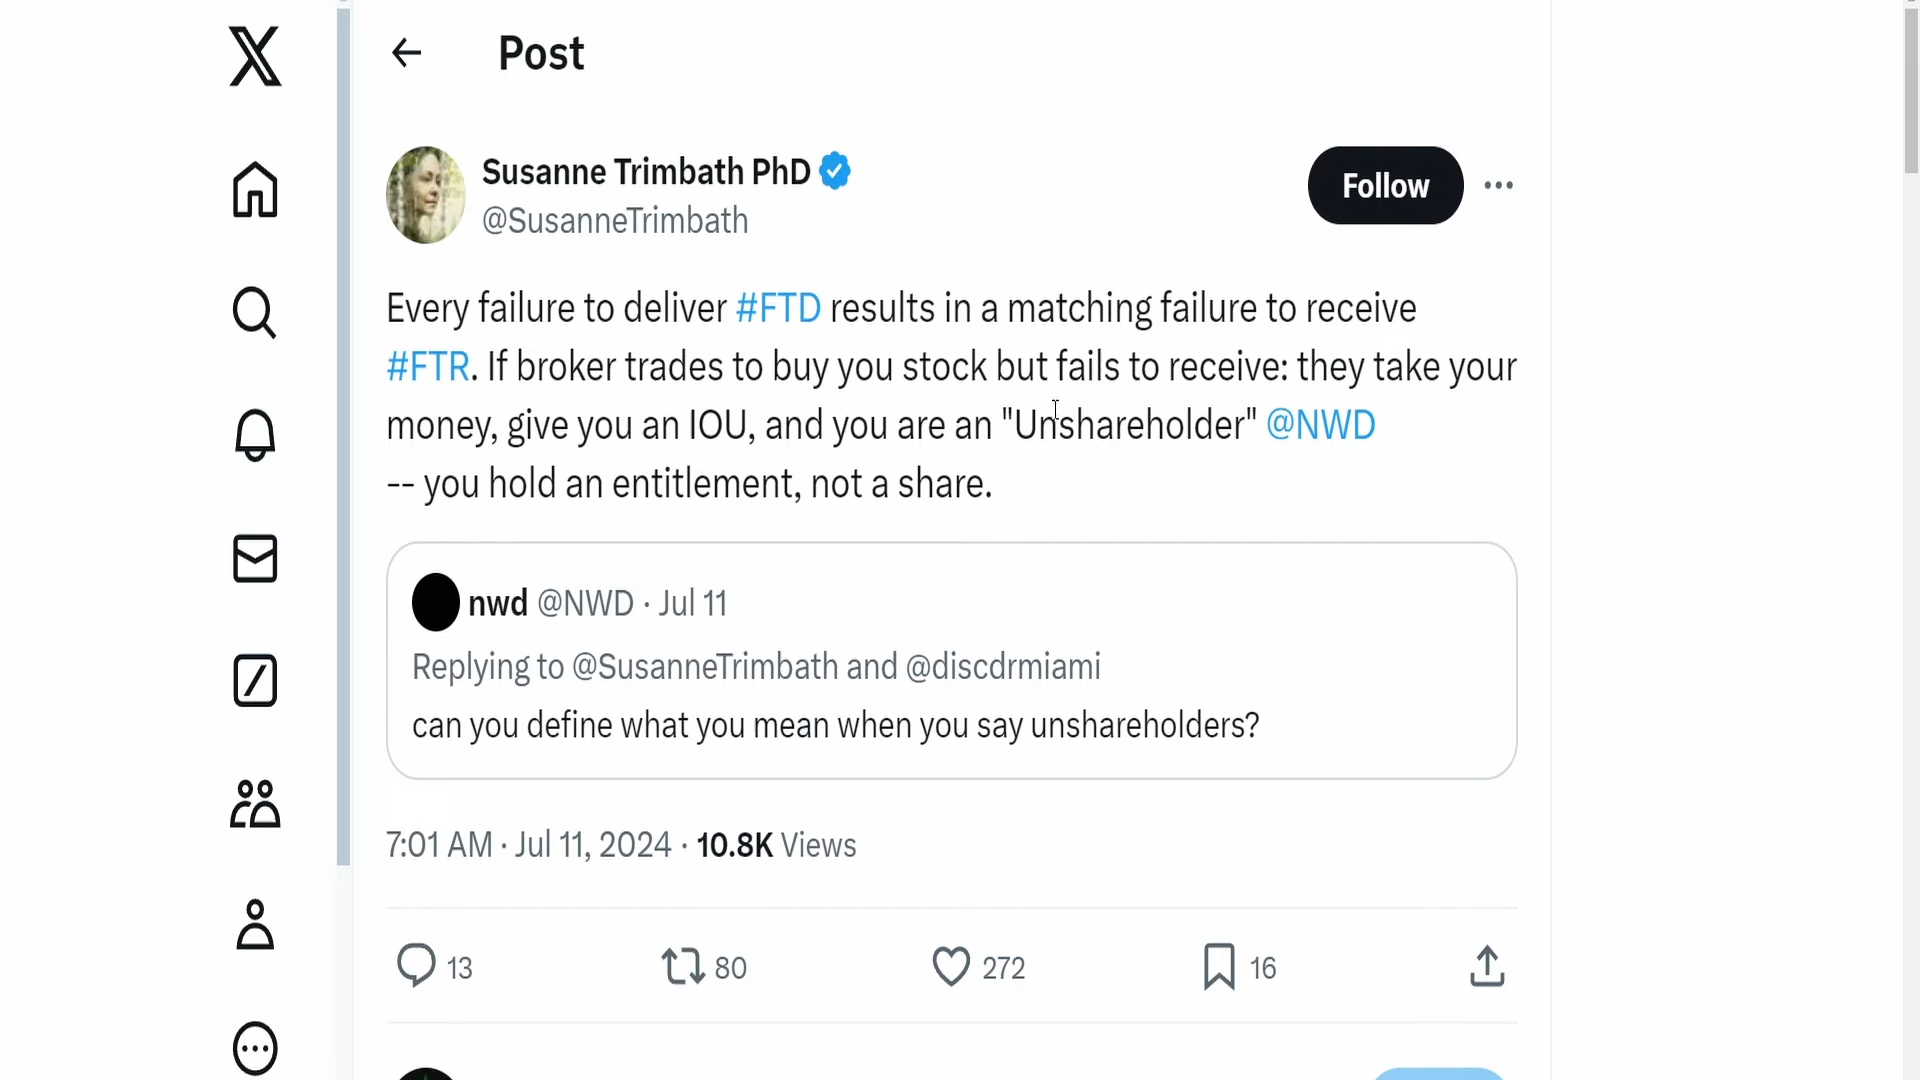 Post
Susanne Trimbath PhD
@SusanneTrimbath
Follow
Every failure to deliver #FTD results in a matching failure to receive
#FTR. If broker trades to buy you stock but fails to receive: they take your
money, give you an IOU, and you are an "Unshareholder" @NWD
-- you hold an entitlement, not a share.
nwd @NWD · Jul 11
Replying to @SusanneTrimbath and @discdrmiami
can you define what you mean when you say unshareholders?
7:01 AM · Jul 11, 2024 · 10.8K Views
13 80 272 16